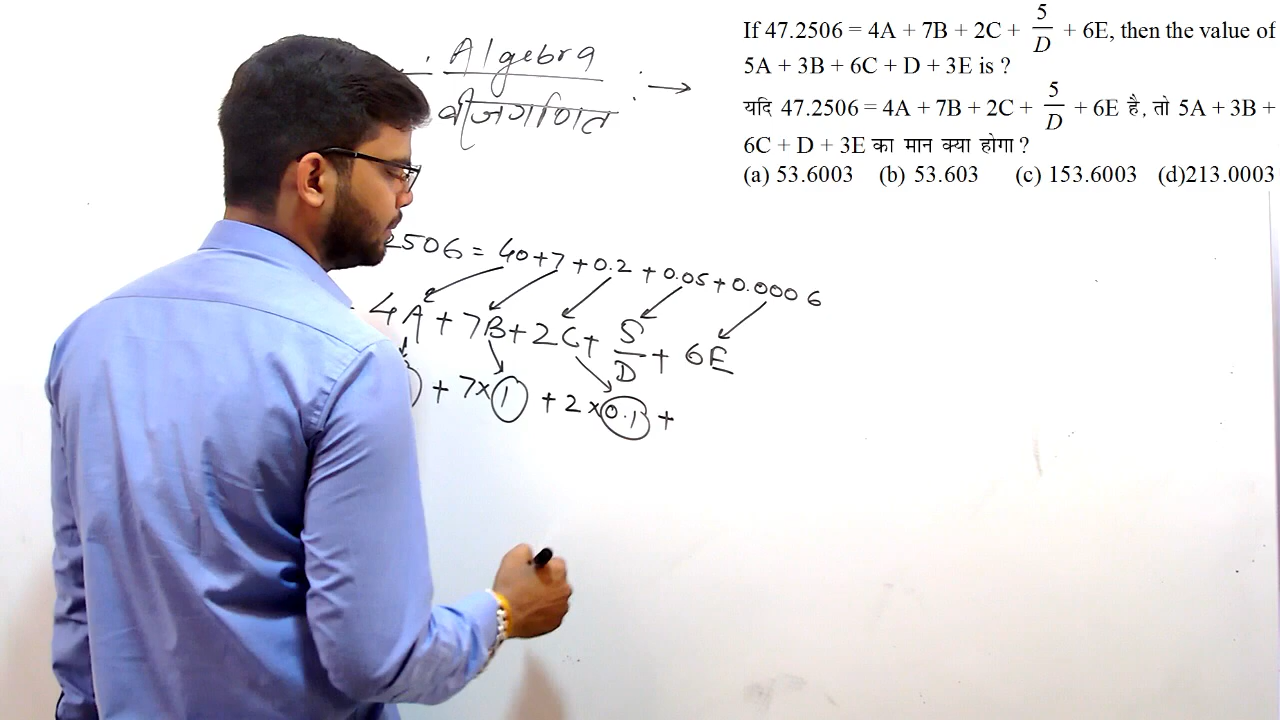 Algebra
बीजगणित
If 47.2506 = 4A + 7B + 2C + 5/D + 6E, then the value of
5A + 3B + 6C + D + 3E is ?
यदि 47.2506 = 4A + 7B + 2C + 5/D + 6E है, तो 5A + 3B +
6C + D + 3E का मान क्या होगा ?
(a) 53.6003 (b) 53.603 (c) 153.6003 (d)213.0003
2506 = 40+7+0.2+0.05+0.0006
4A + 7B + 2C + 5/D + 6E
+ 7×1 + 2×0.1 +